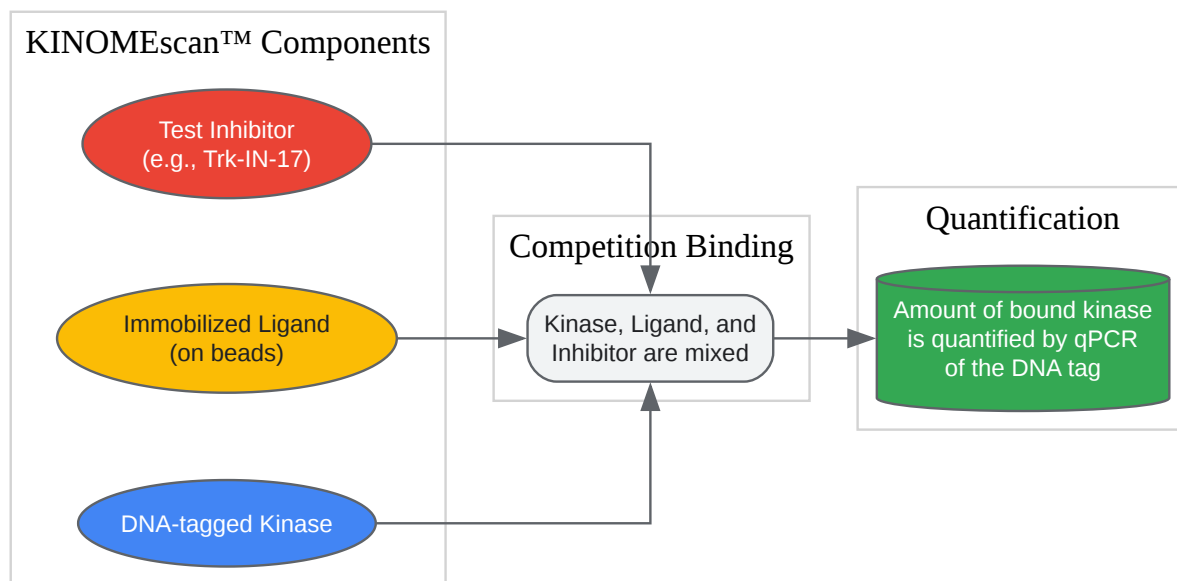 KINOMEscan™ Components
Test Inhibitor
(e.g., Trk-IN-17)
Immobilized Ligand
(on beads)
DNA-tagged Kinase
Competition Binding
Kinase, Ligand, and
Inhibitor are mixed
Quantification
Amount of bound kinase
is quantified by qPCR
of the DNA tag